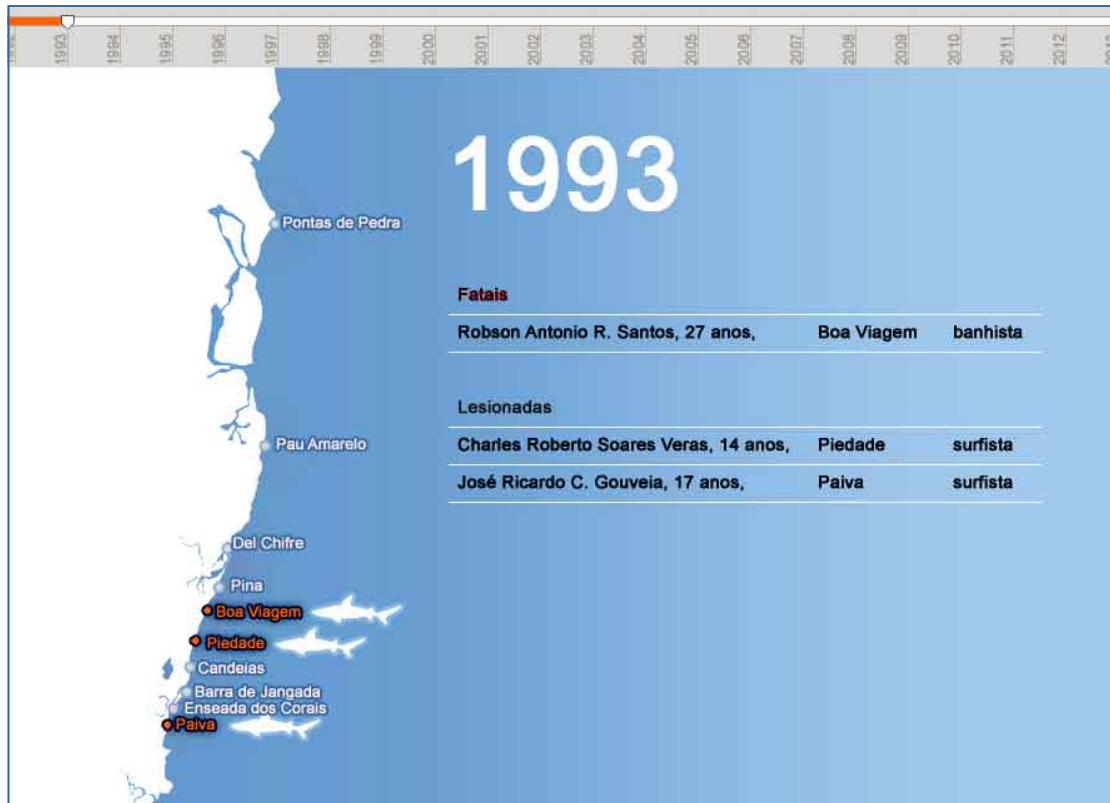 1992 1993 1994 1995 1996 1997 1998 1999 2000 2001 2002 2003 2004 2005 2006 2007 2008 2009 2010 2011 2012
1993
Pontas de Pedra
Fatais
Robson Antonio R. Santos, 27 anos, Boa Viagem banhista
Lesionadas
Charles Roberto Soares Veras, 14 anos, Piedade surfista
José Ricardo C. Gouveia, 17 anos, Paiva surfista
Pau Amarelo
Del Chifre
Pina
Boa Viagem
Piedade
Candeias
Barra de Jangada
Enseada dos Corais
Paiva